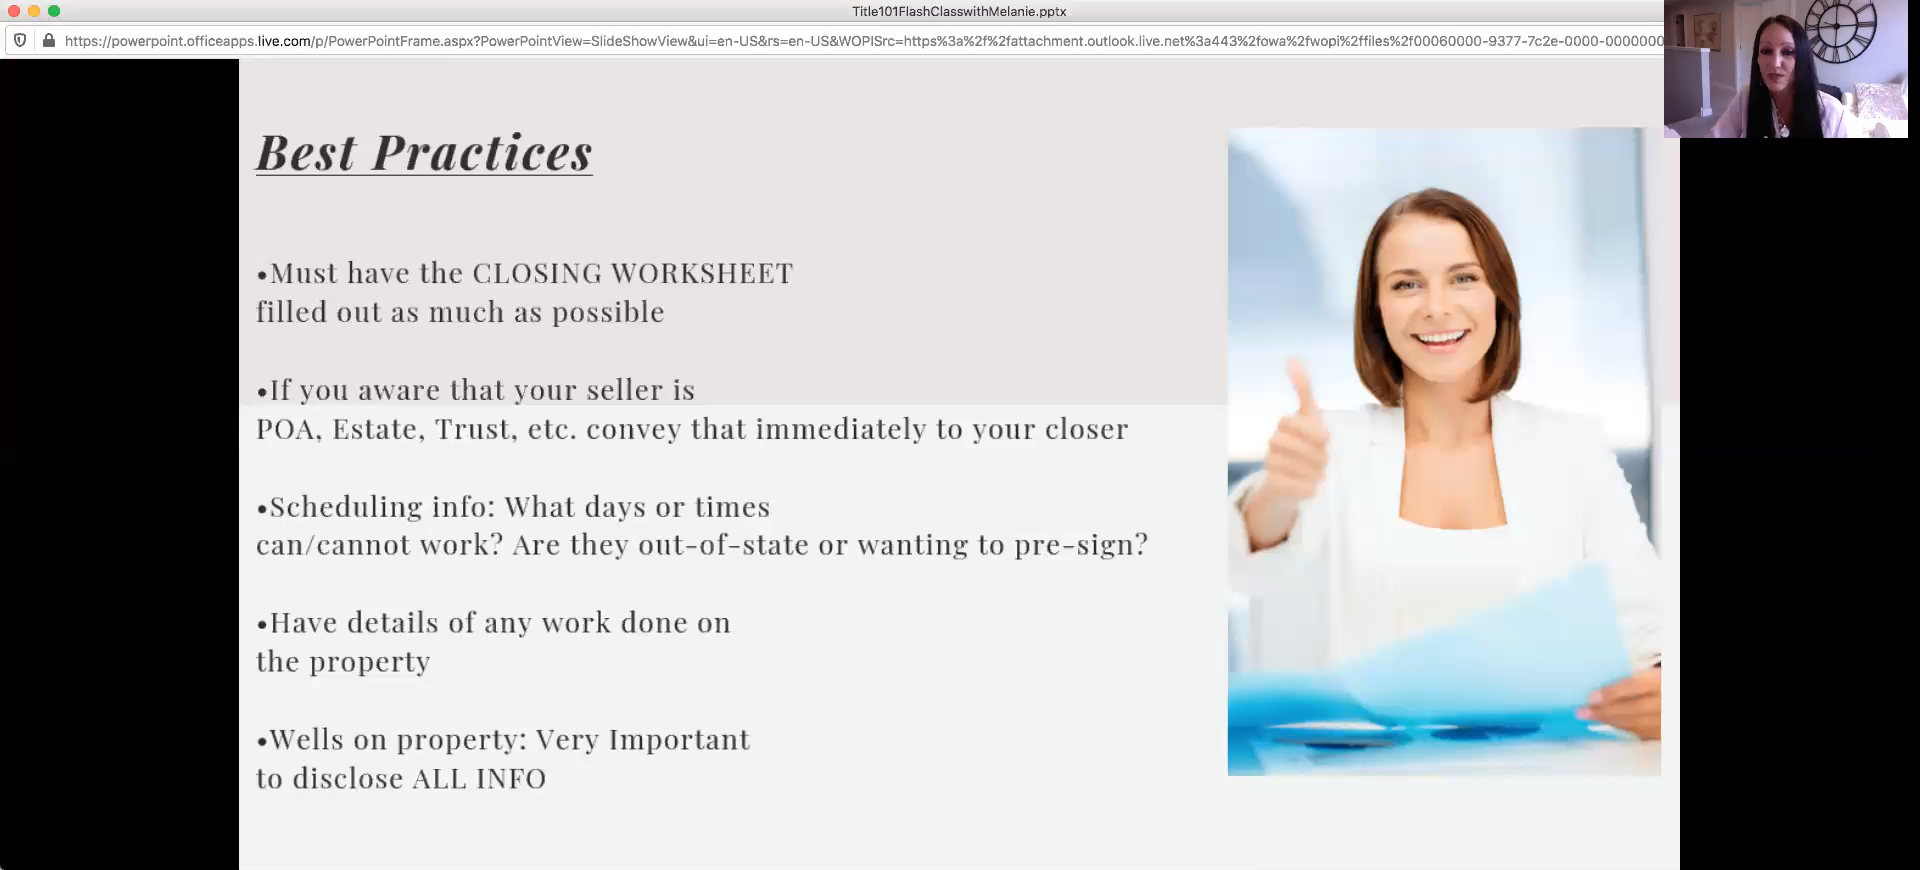 Title101FlashClasswithMelanie.pptx
https://powerpoint.officeapps.live.com/p/PowerPointFrame.aspx?PowerPointView=SlideShowView&ui=en-US&rs=en-US&WOPISrc=https%3a%2f%2fattachment.outlook.live.net%3a443%2fowa%2fwopi%2ffiles%2f00060000-9377-7c2e-0000-0000000
Best Practices
•Must have the CLOSING WORKSHEET
filled out as much as possible
•If you aware that your seller is
POA, Estate, Trust, etc. convey that immediately to your closer
•Scheduling info: What days or times
can/cannot work? Are they out-of-state or wanting to pre-sign?
•Have details of any work done on
the property
•Wells on property: Very Important
to disclose ALL INFO